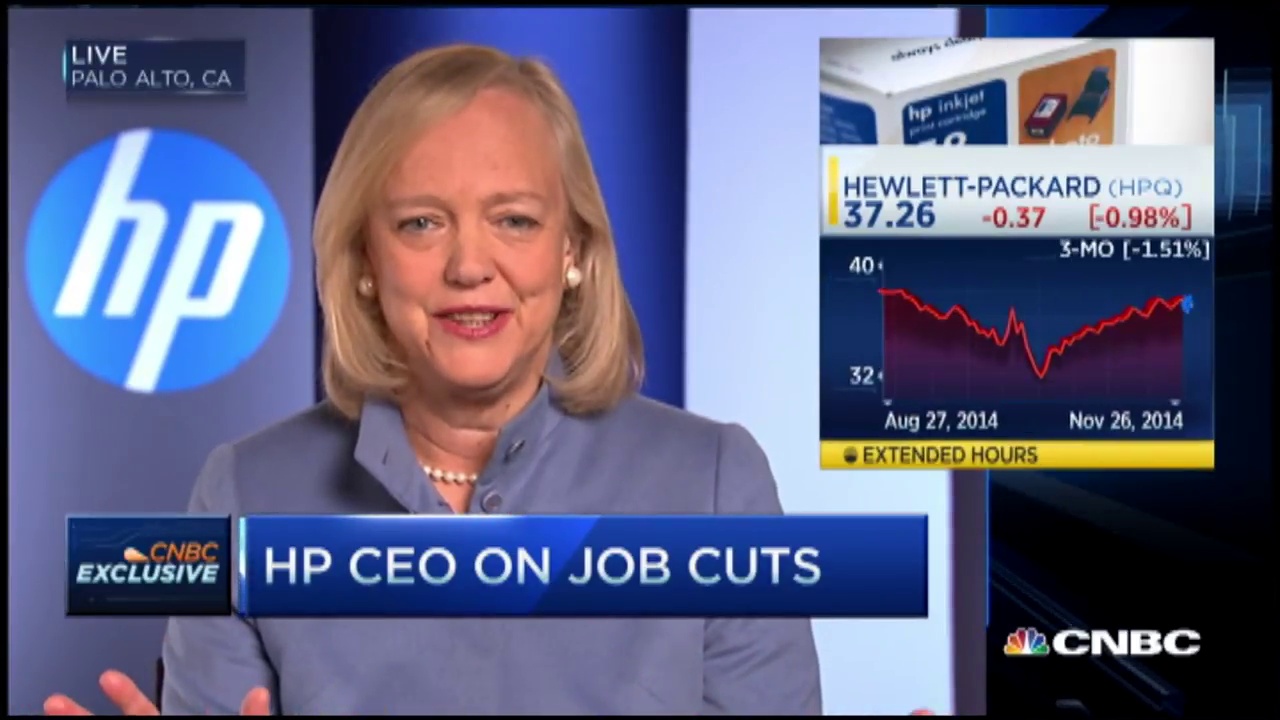 LIVE
PALO ALTO, CA
hp
always
hp inkjet
print cartridge
HEWLETT-PACKARD (HPQ)
37.26 -0.37 [-0.98%]
3-MO [-1.51%]
40
32
Aug 27, 2014 Nov 26, 2014
EXTENDED HOURS
CNBC
EXCLUSIVE
HP CEO ON JOB CUTS
CNBC